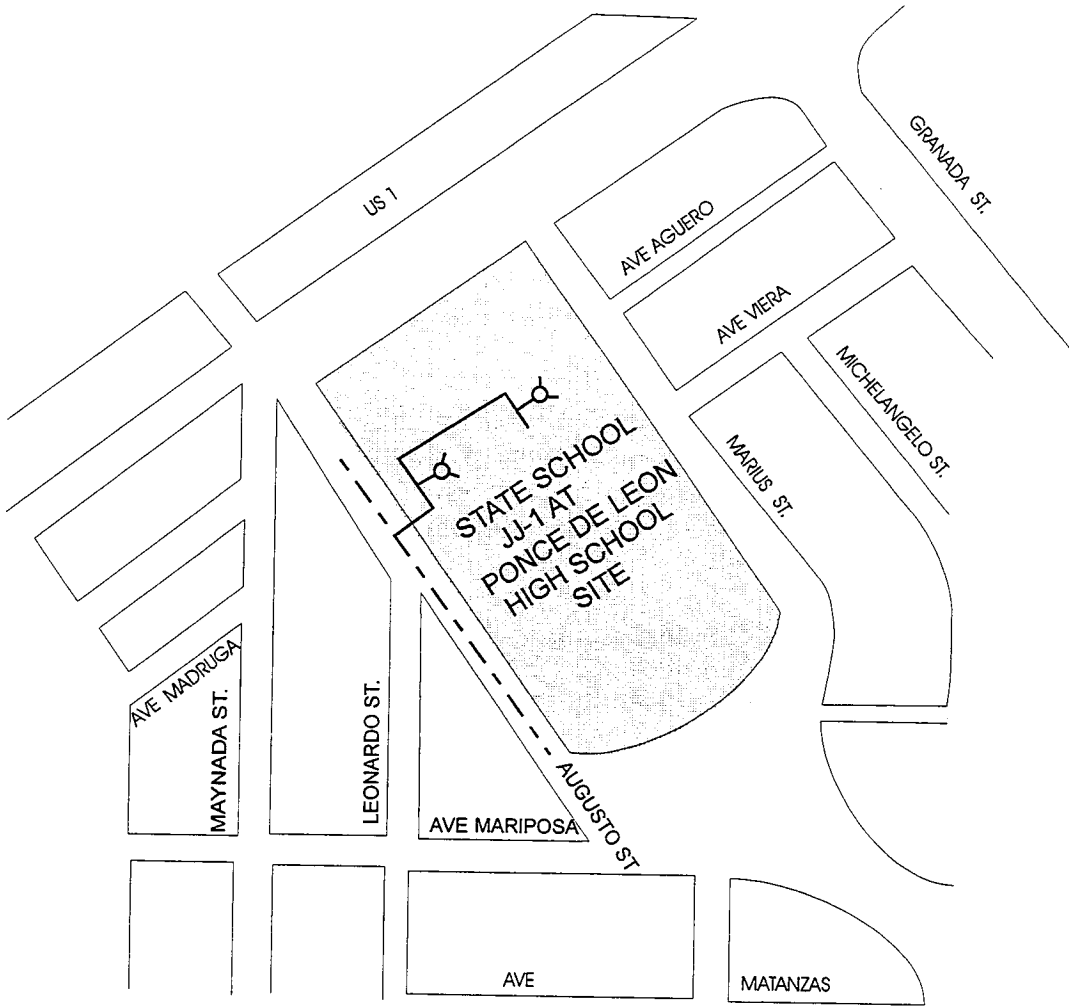 US 1
GRANADA ST.
AVE AGUERO
AVE VIERA
MICHELANGELO ST.
MARIUS ST.
STATE SCHOOL
JJ-1 AT
PONCE DE LEON
HIGH SCHOOL
SITE
AVE MADRUGA
MAYNADA ST.
LEONARDO ST.
AVE MARIPOSA
AUGUSTO ST
AVE
MATANZAS